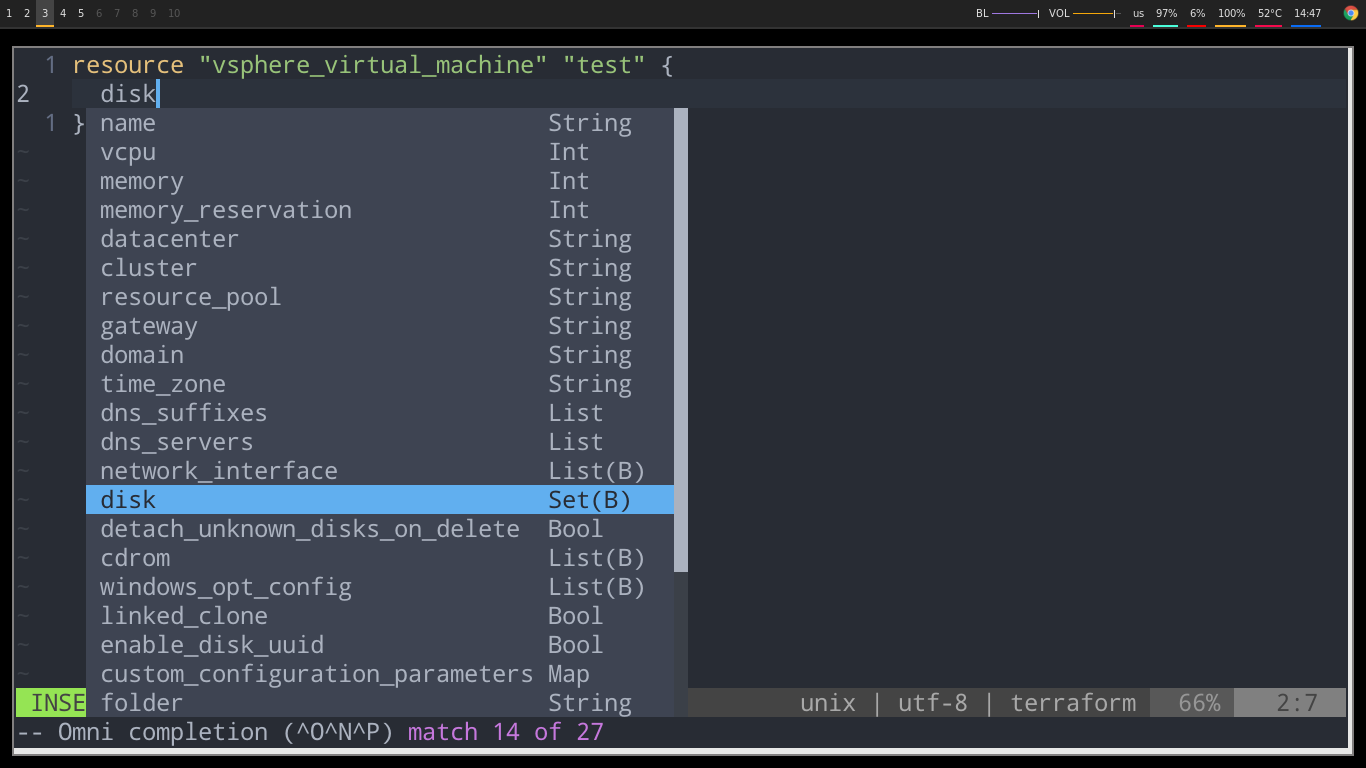 1 2 3 4 5 6 7 8 9 10 BL VOL us 97% 6% 100% 52°C 14:47
1 resource "vsphere_virtual_machine" "test" {
2 disk
1 } name String
~ vcpu Int
~ memory Int
~ memory_reservation Int
~ datacenter String
~ cluster String
~ resource_pool String
~ gateway String
~ domain String
~ time_zone String
~ dns_suffixes List
~ dns_servers List
~ network_interface List(B)
~ disk Set(B)
~ detach_unknown_disks_on_delete Bool
~ cdrom List(B)
~ windows_opt_config List(B)
~ linked_clone Bool
~ enable_disk_uuid Bool
~ custom_configuration_parameters Map
INSE folder String unix | utf-8 | terraform 66% 2:7
-- Omni completion (^O^N^P) match 14 of 27